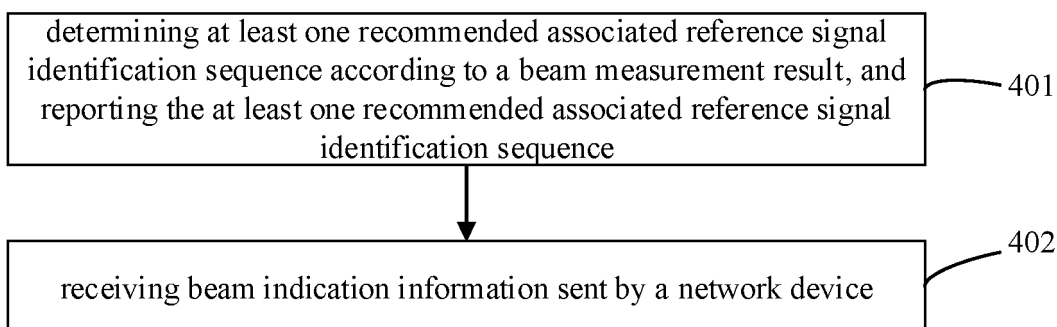 determining at least one recommended associated reference signal
identification sequence according to a beam measurement result, and
reporting the at least one recommended associated reference signal
identification sequence
401
402
receiving beam indication information sent by a network device